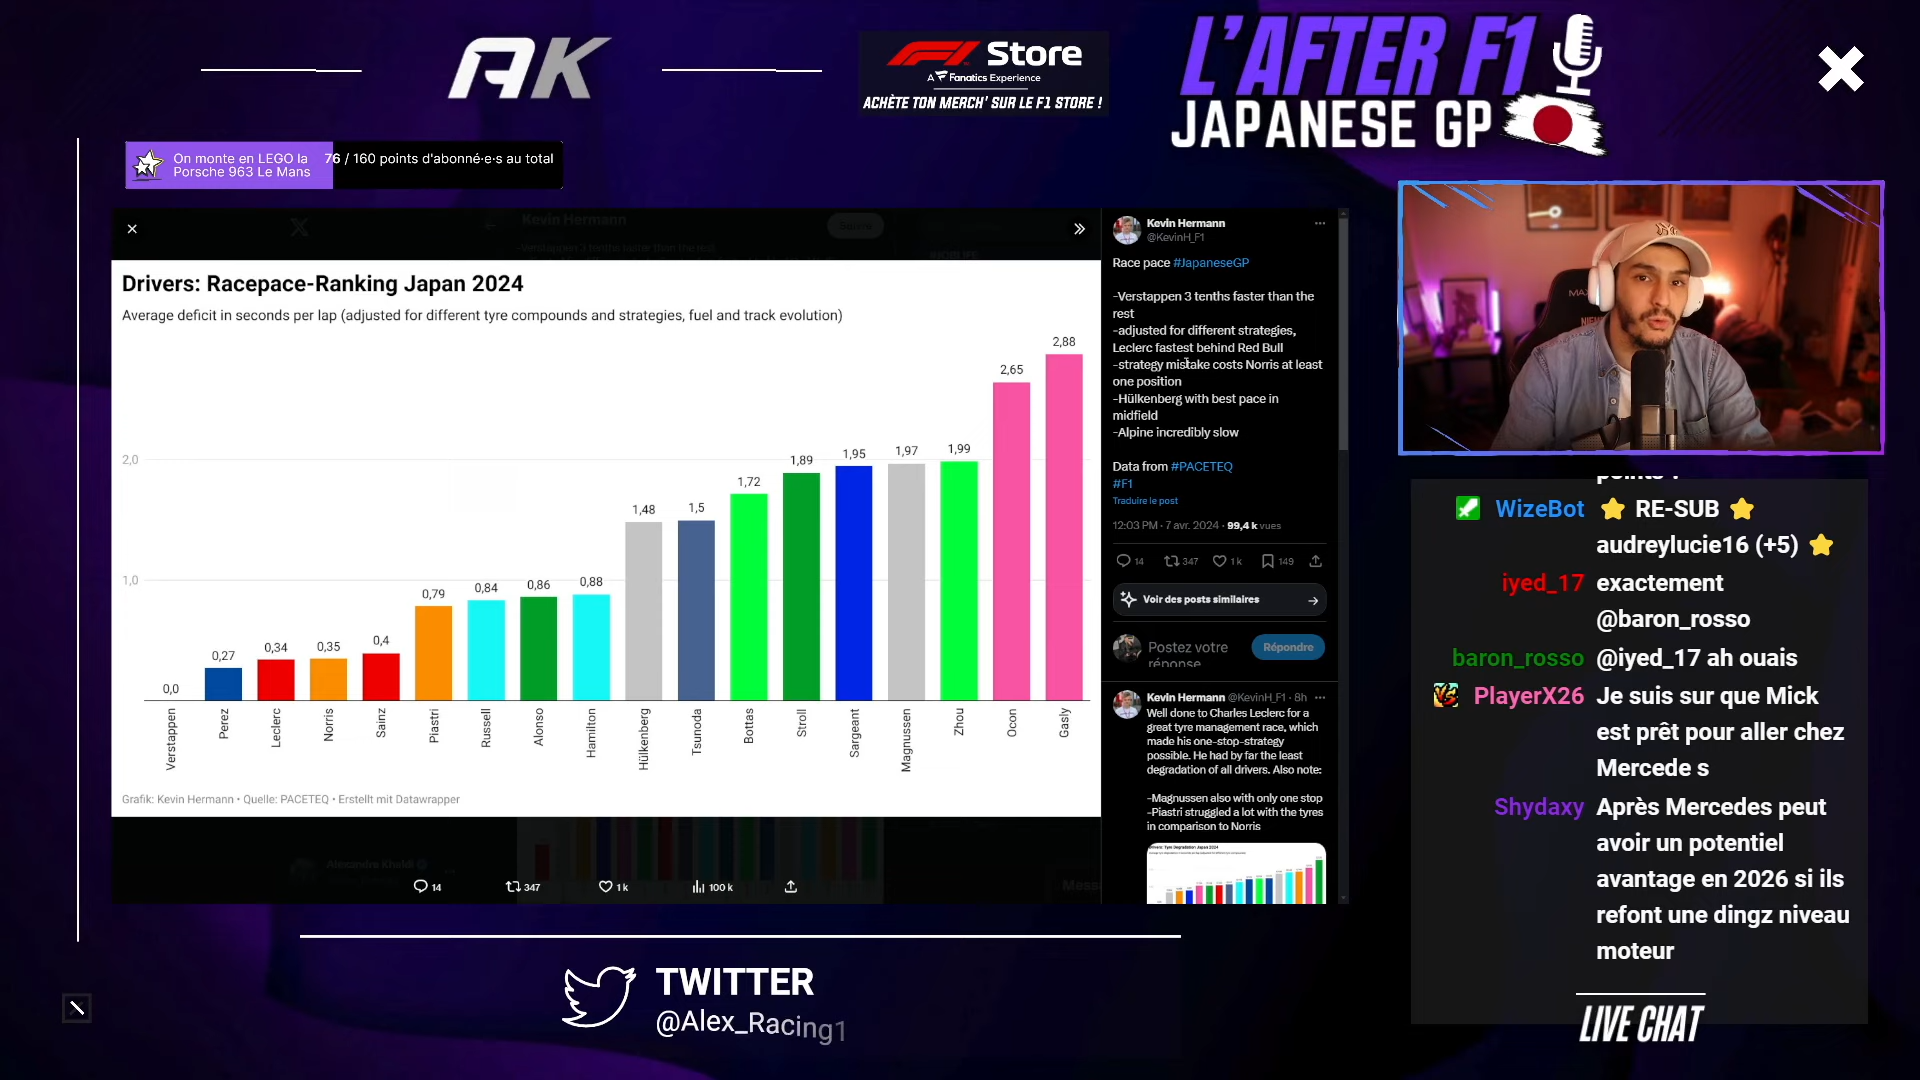 AK
F1 Store
A Fanatics Experience
ACHÈTE TON MERCH' SUR LE F1 STORE !
L'AFTER F1
JAPANESE GP
On monte en LEGO la
Porsche 963 Le Mans
76 / 160 points d'abonné·e·s au total
Kevin Hermann
Drivers: Racepace-Ranking Japan 2024
Average deficit in seconds per lap (adjusted for different tyre compounds and strategies, fuel and track evolution)
2,0
1,0
0,0
0,27
0,34
0,35
0,4
0,79
0,84
0,86
0,88
1,48
1,5
1,72
1,89
1,95
1,97
1,99
2,65
2,88
Verstappen
Perez
Leclerc
Norris
Sainz
Piastri
Russell
Alonso
Hamilton
Hülkenberg
Tsunoda
Bottas
Stroll
Sargeant
Magnussen
Zhou
Ocon
Gasly
Grafik: Kevin Hermann • Quelle: PACETEQ • Erstellt mit Datawrapper
14
347
1 k
100 k
Kevin Hermann
@KevinH_F1
Race pace #JapaneseGP
-Verstappen 3 tenths faster than the
rest
-adjusted for different strategies,
Leclerc fastest behind Red Bull
-strategy mistake costs Norris at least
one position
-Hülkenberg with best pace in
midfield
-Alpine incredibly slow
Data from #PACETEQ
#F1
Traduire le post
12:03 PM · 7 avr. 2024 · 99,4 k vues
14
347
1 k
149
Voir des posts similaires
Postez votre
réponse
Répondre
Kevin Hermann @KevinH_F1 · 8h
Well done to Charles Leclerc for a
great tyre management race, which
made his one-stop-strategy
possible. He had by far the least
degradation of all drivers. Also note:
-Magnussen also with only one stop
-Piastri struggled a lot with the tyres
in comparison to Norris
WizeBot ⭐ RE-SUB ⭐
audreylucie16 (+5) ⭐
iyed_17 exactement
@baron_rosso
baron_rosso @iyed_17 ah ouais
PlayerX26 Je suis sur que Mick
est prêt pour aller chez
Mercede s
Shydaxy Après Mercedes peut
avoir un potentiel
avantage en 2026 si ils
refont une dingz niveau
moteur
LIVE CHAT
TWITTER
@Alex_Racing1